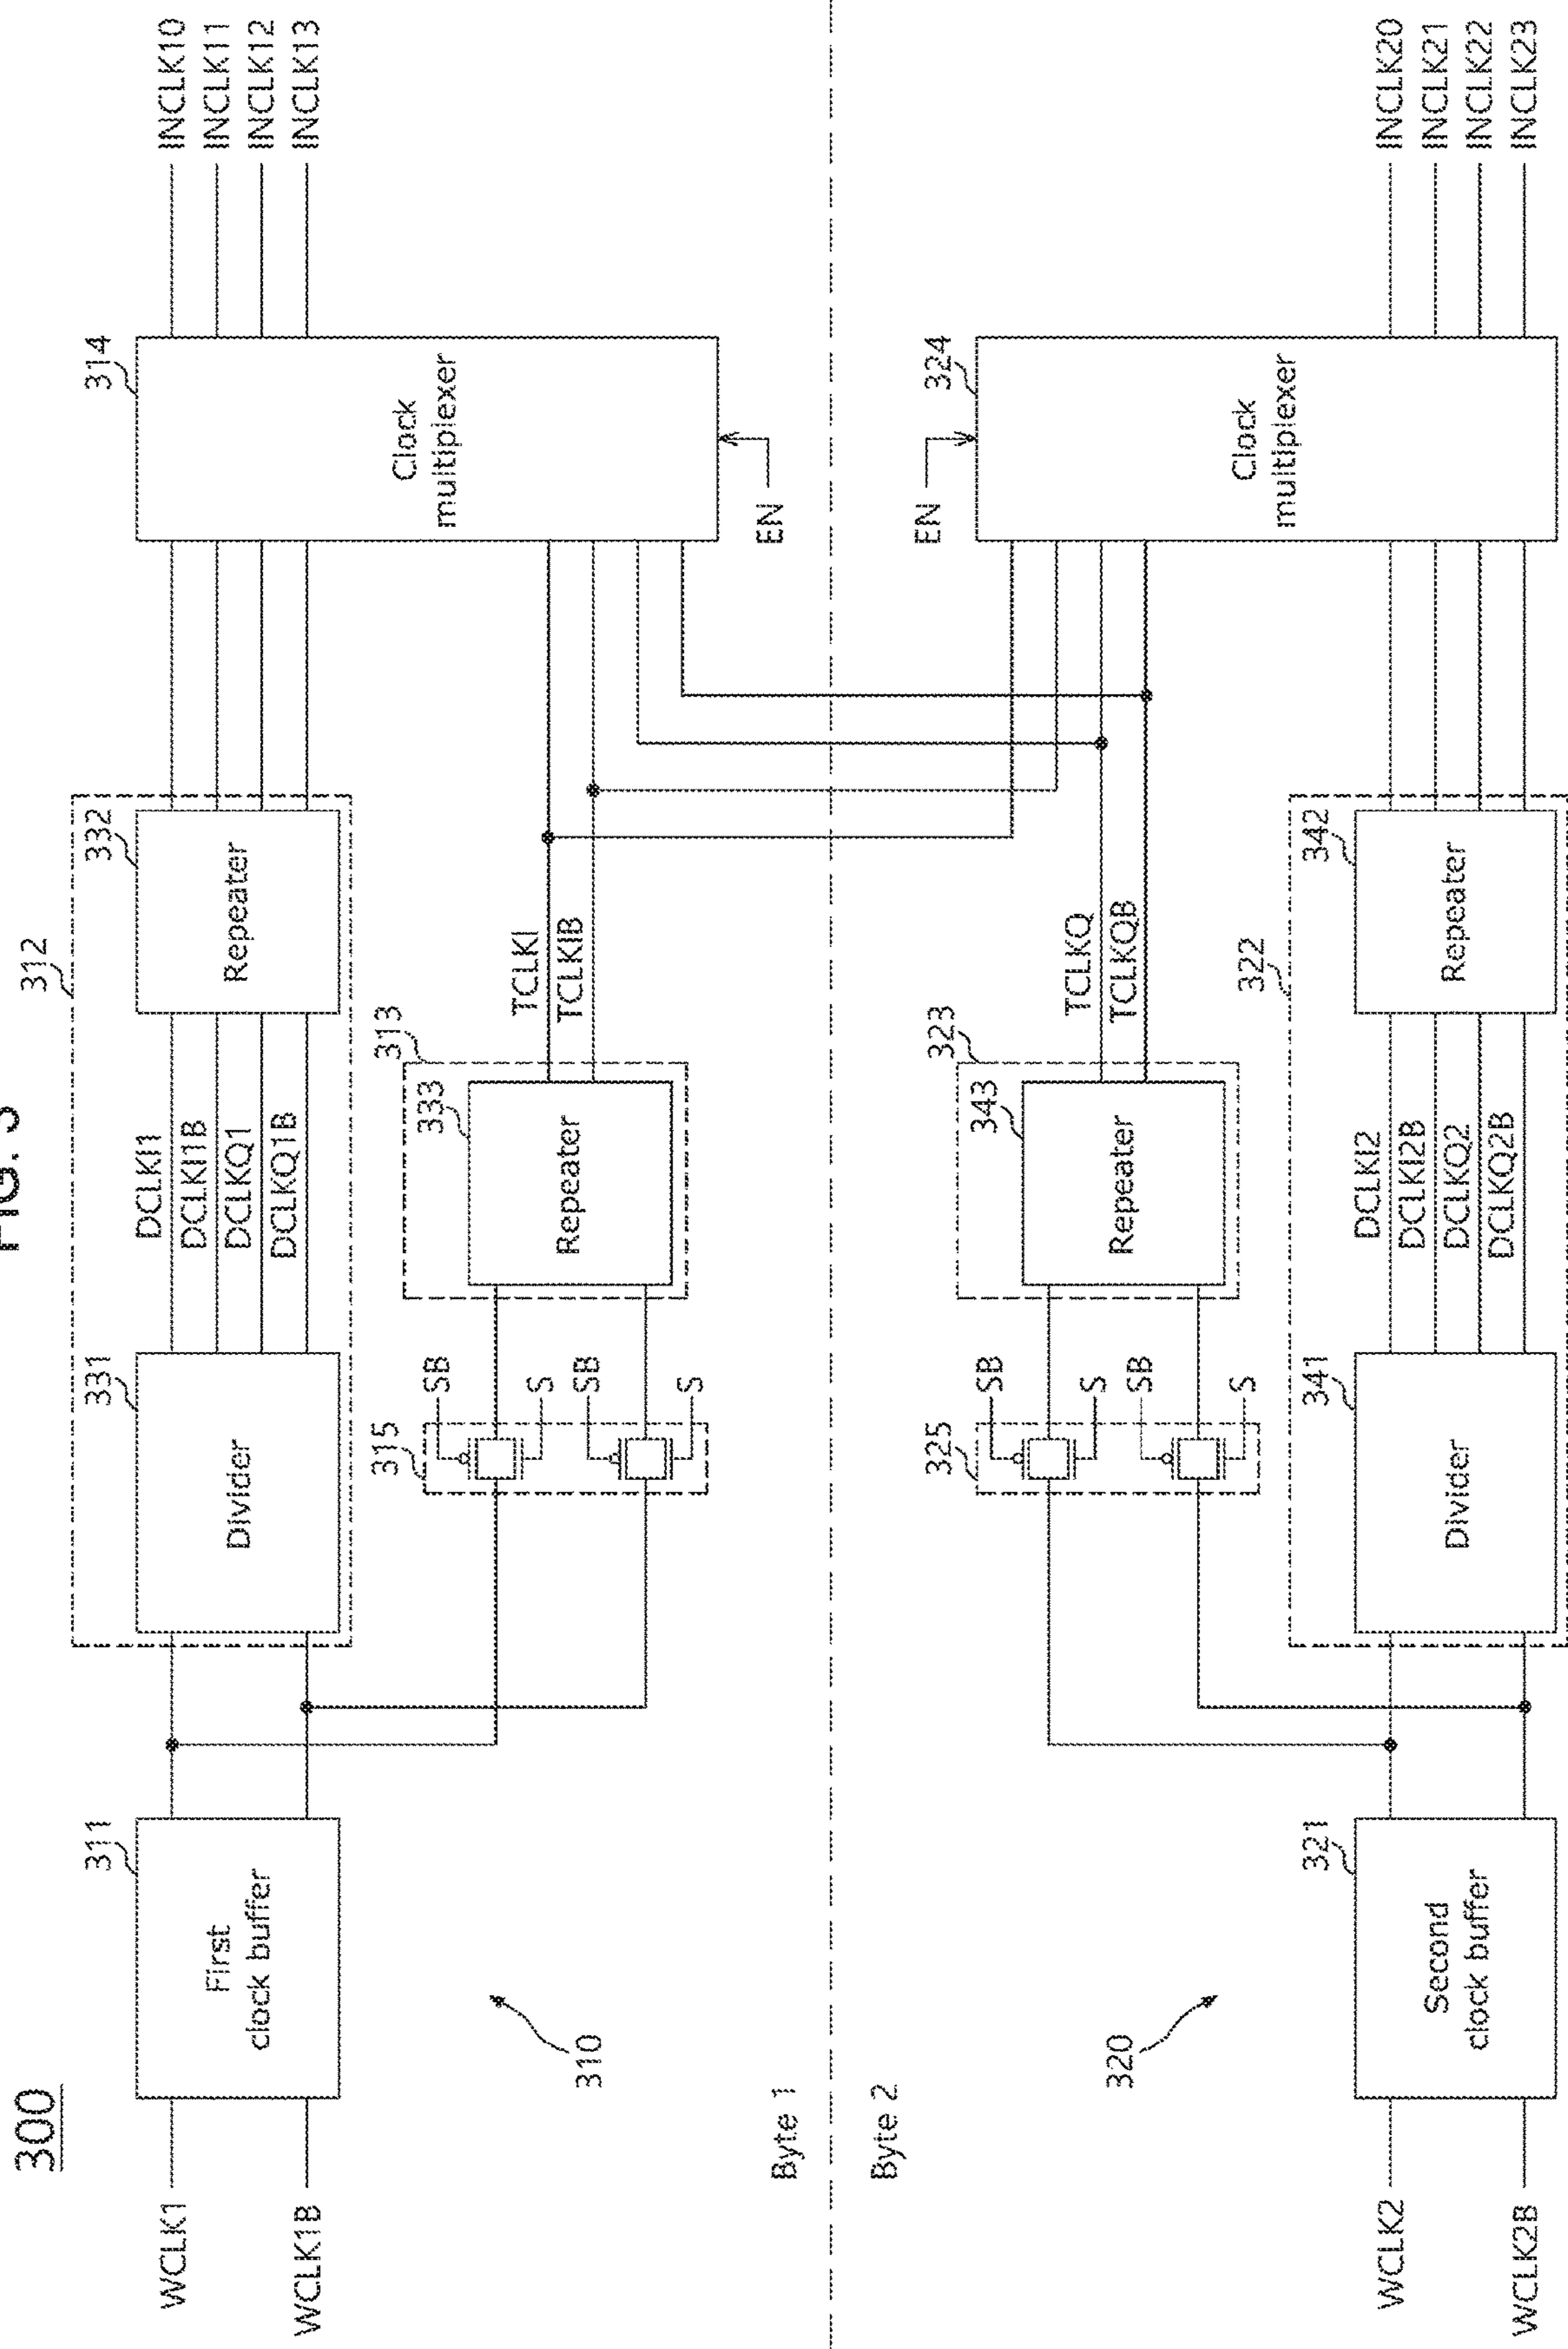 FIG. 3
300
312
331
332
314
311
First
clock buffer
Divider
Repeater
Clock
multiplexer
WCLK1
WCLK1B
DCLKI1
DCLKI1B
DCLKQ1
DCLKQ1B
INCLK10
INCLK11
INCLK12
INCLK13
315
SB
S
SB
S
313
333
Repeater
TCLKI
TCLKIB
EN
310
Byte 1
Byte 2
320
325
SB
S
SB
S
323
343
Repeater
TCLKQ
TCLKQB
EN
324
Clock
multiplexer
322
321
Second
clock buffer
341
Divider
342
Repeater
WCLK2
WCLK2B
DCLKI2
DCLKI2B
DCLKQ2
DCLKQ2B
INCLK20
INCLK21
INCLK22
INCLK23